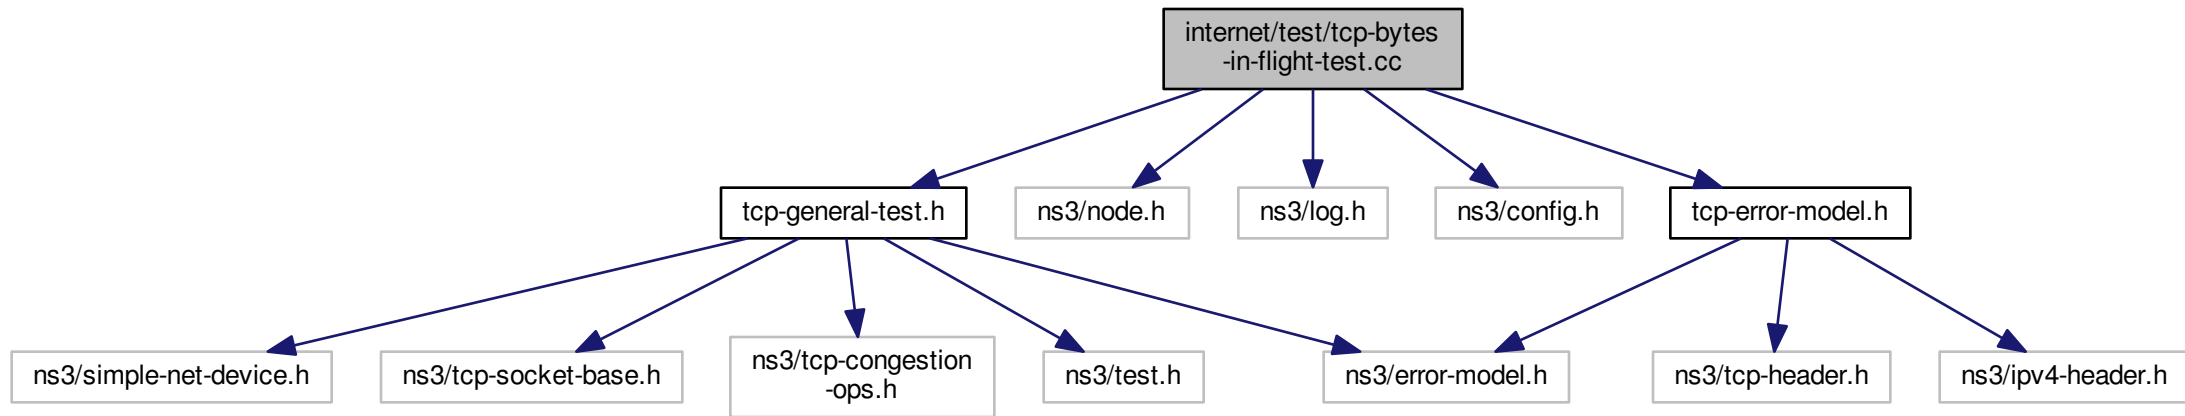 internet/test/tcp-bytes
-in-flight-test.cc
tcp-general-test.h
ns3/node.h
ns3/log.h
ns3/config.h
tcp-error-model.h
ns3/simple-net-device.h
ns3/tcp-socket-base.h
ns3/tcp-congestion
-ops.h
ns3/test.h
ns3/error-model.h
ns3/tcp-header.h
ns3/ipv4-header.h